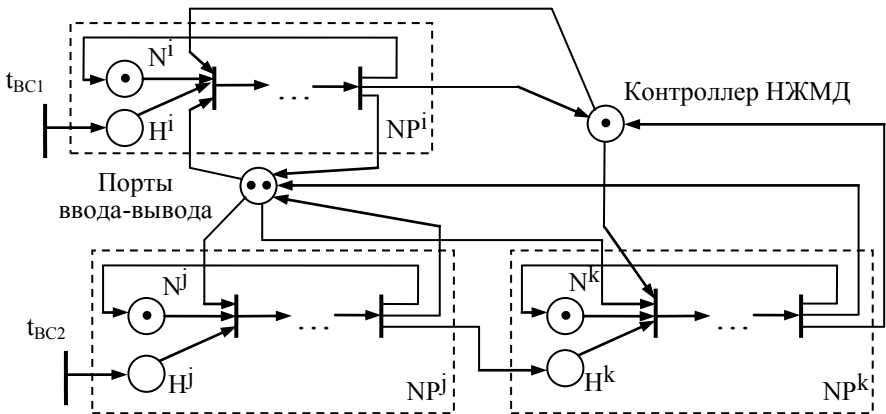 N^i
t_BC1
. . .
Контроллер НЖМД
H^i
NP^i
Порты
ввода-вывода
N^j
N^k
t_BC2
. . .
. . .
H^j
NP^j
H^k
NP^k